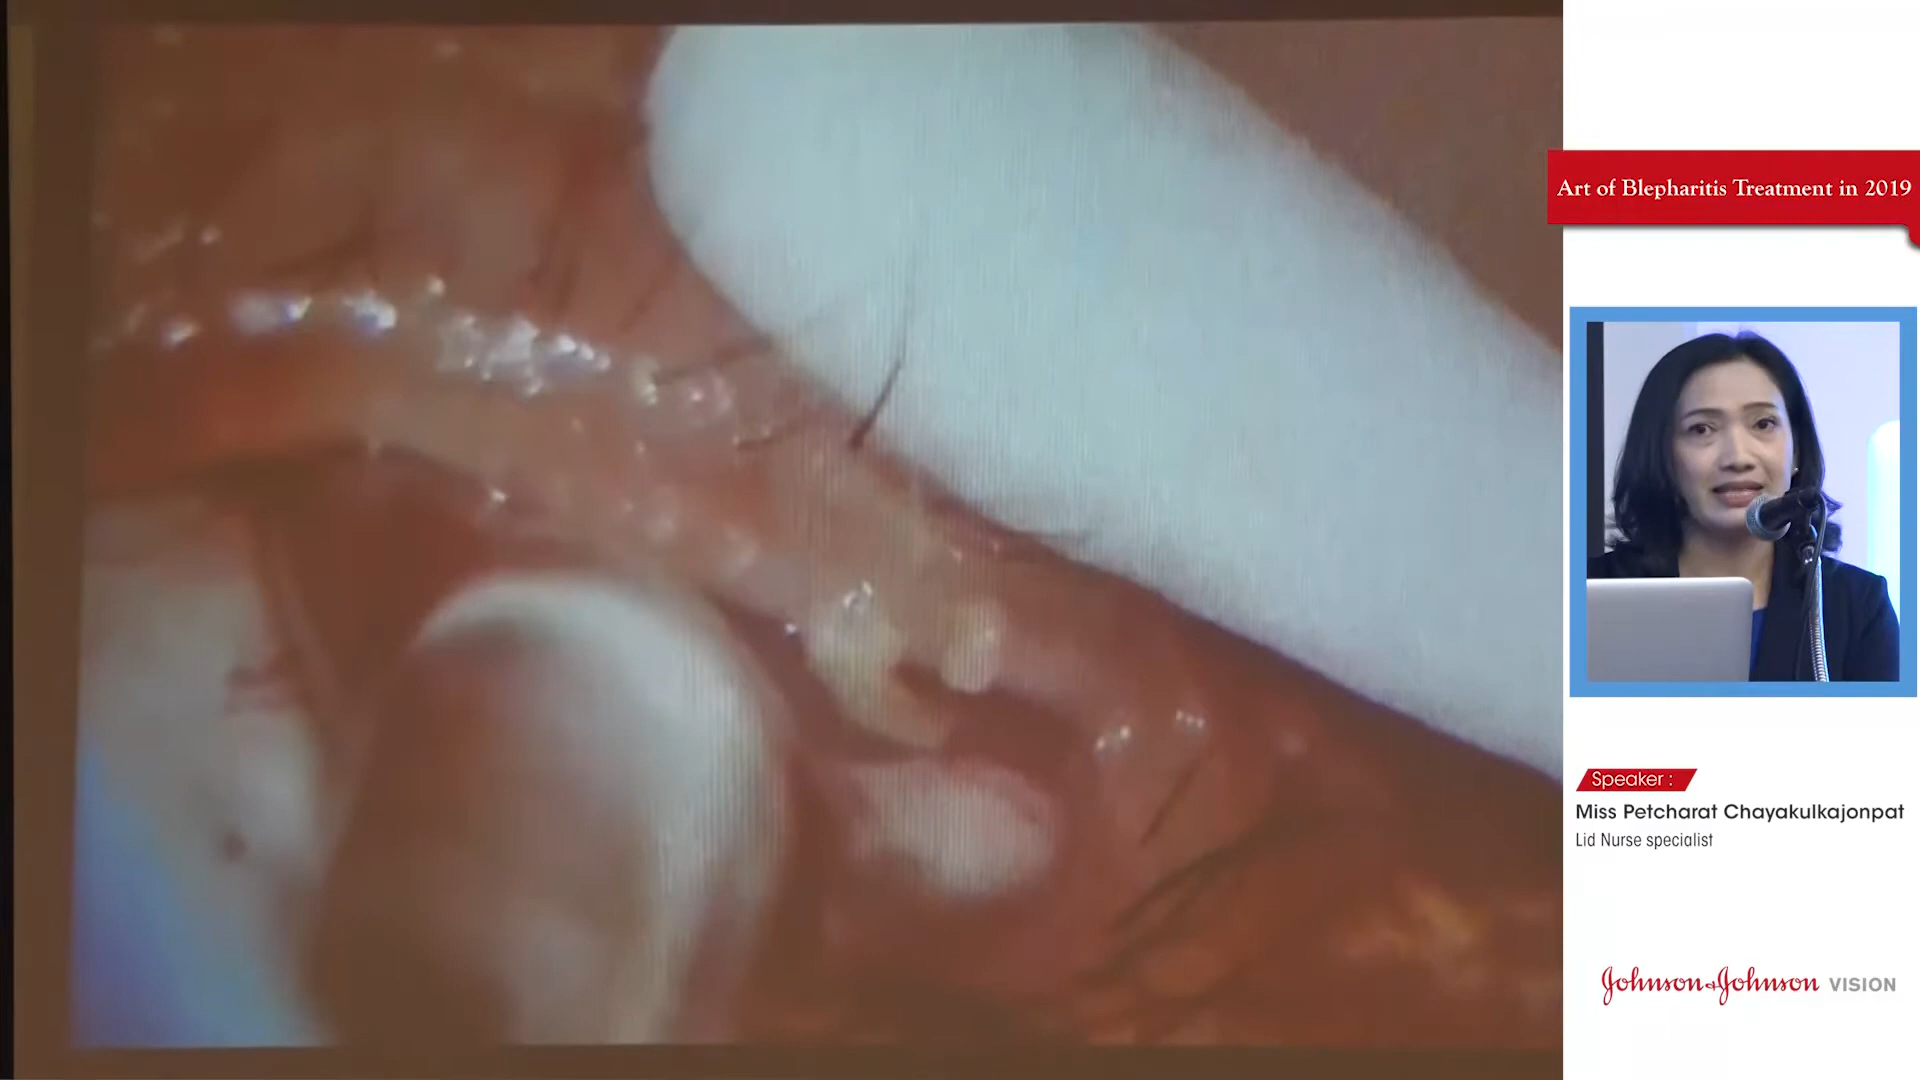 Art of Blepharitis Treatment in 2019
Speaker :
Miss Petcharat Chayakulkajonpat
Lid Nurse specialist
Johnson & Johnson VISION